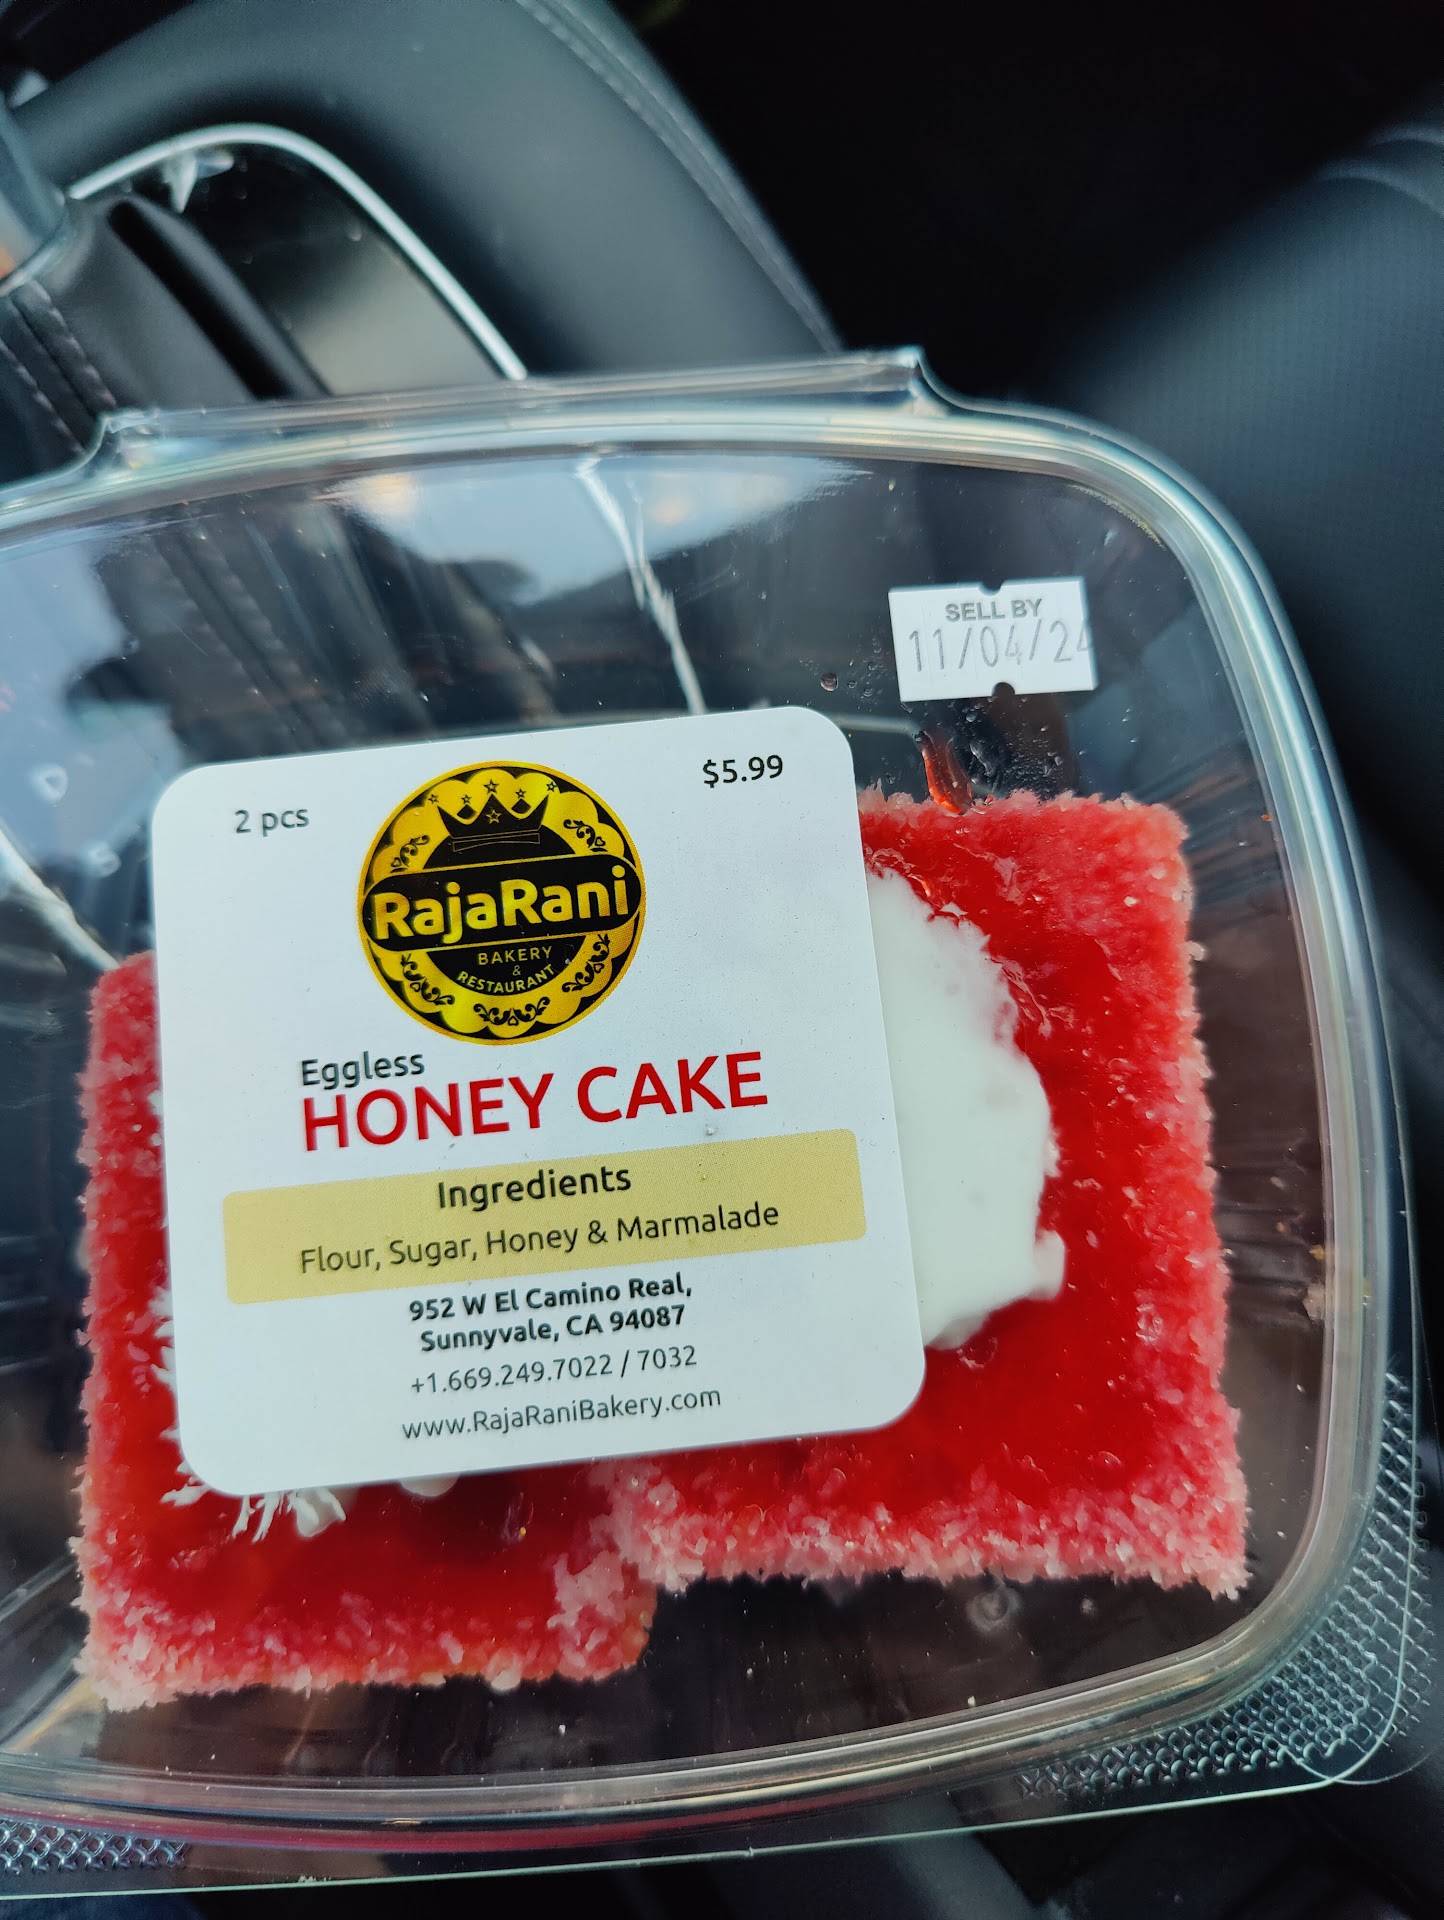 SELL BY
11/04/24
2 pcs
$5.99
RajaRani
BAKERY
&
RESTAURANT
Eggless
HONEY CAKE
Ingredients
Flour, Sugar, Honey & Marmalade
952 W El Camino Real,
Sunnyvale, CA 94087
+1.669.249.7022 / 7032
www.RajaRaniBakery.com